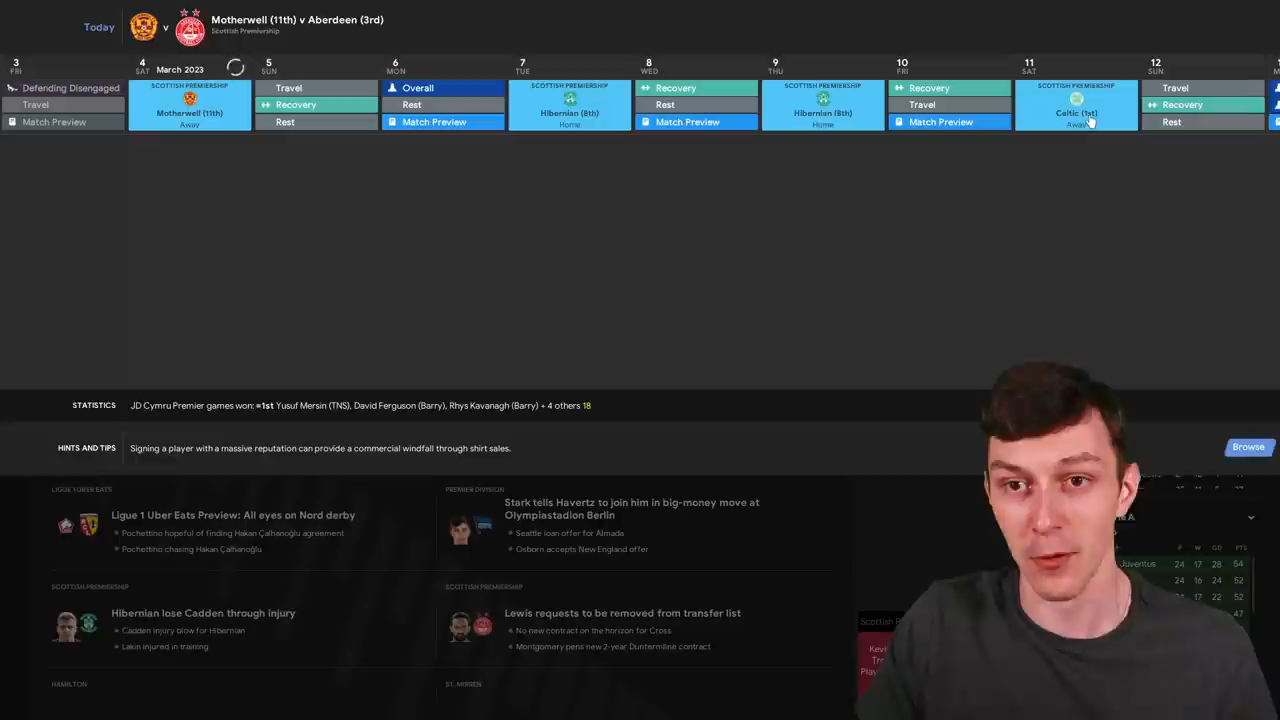 Today
v
Motherwell (11th) v Aberdeen (3rd)
Scottish Premiership
3
FRI
4
SAT
March 2023
5
SUN
6
MON
7
TUE
8
WED
9
THU
10
FRI
11
SAT
12
SUN
Defending Disengaged
Travel
Match Preview
SCOTTISH PREMIERSHIP
Motherwell (11th)
Away
Travel
Recovery
Rest
Overall
Rest
Match Preview
SCOTTISH PREMIERSHIP
Hibernian (8th)
Home
Recovery
Rest
Match Preview
SCOTTISH PREMIERSHIP
Hibernian (8th)
Home
Recovery
Travel
Match Preview
SCOTTISH PREMIERSHIP
Celtic (1st)
Away
Travel
Recovery
Rest
STATISTICS
JD Cymru Premier games won: =1st Yusuf Mersin (TNS), David Ferguson (Barry), Rhys Kavanagh (Barry) + 4 others 18
HINTS AND TIPS
Signing a player with a massive reputation can provide a commercial windfall through shirt sales.
Browse
LIGUE 1 UBER EATS
Ligue 1 Uber Eats Preview: All eyes on Nord derby
Pochettino hopeful of finding Hakan Çalhanoğlu agreement
Pochettino chasing Hakan Çalhanoğlu
PREMIER DIVISION
Stark tells Havertz to join him in big-money move at
Olympiastadion Berlin
Seattle loan offer for Almada
Osborn accepts New England offer
SCOTTISH PREMIERSHIP
Hibernian lose Cadden through injury
Cadden injury blow for Hibernian
Lakin injured in training
SCOTTISH PREMIERSHIP
Lewis requests to be removed from transfer list
No new contract on the horizon for Cross
Montgomery pens new 2-year Dunfermline contract
HAMILTON
ST. MIRREN
A
P W GD PTS
Juventus 24 17 28 64
24 16 24 52
24 17 22 52
47
Scottish
Play